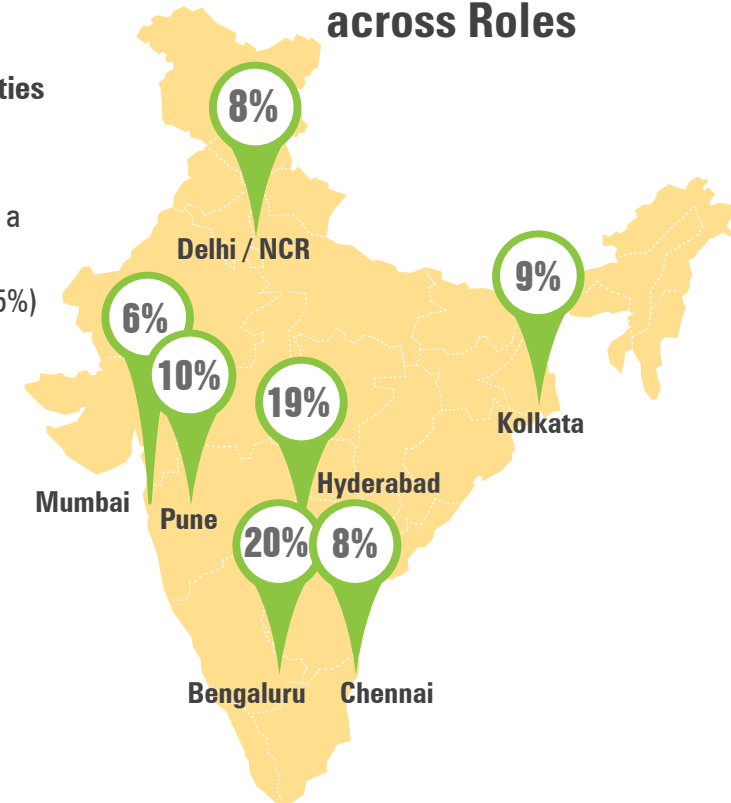 across Roles
ties
8%
a
Delhi / NCR
5%)
9%
6%
10%
19%
Kolkata
Hyderabad
Mumbai
Pune
20%
8%
Bengaluru
Chennai